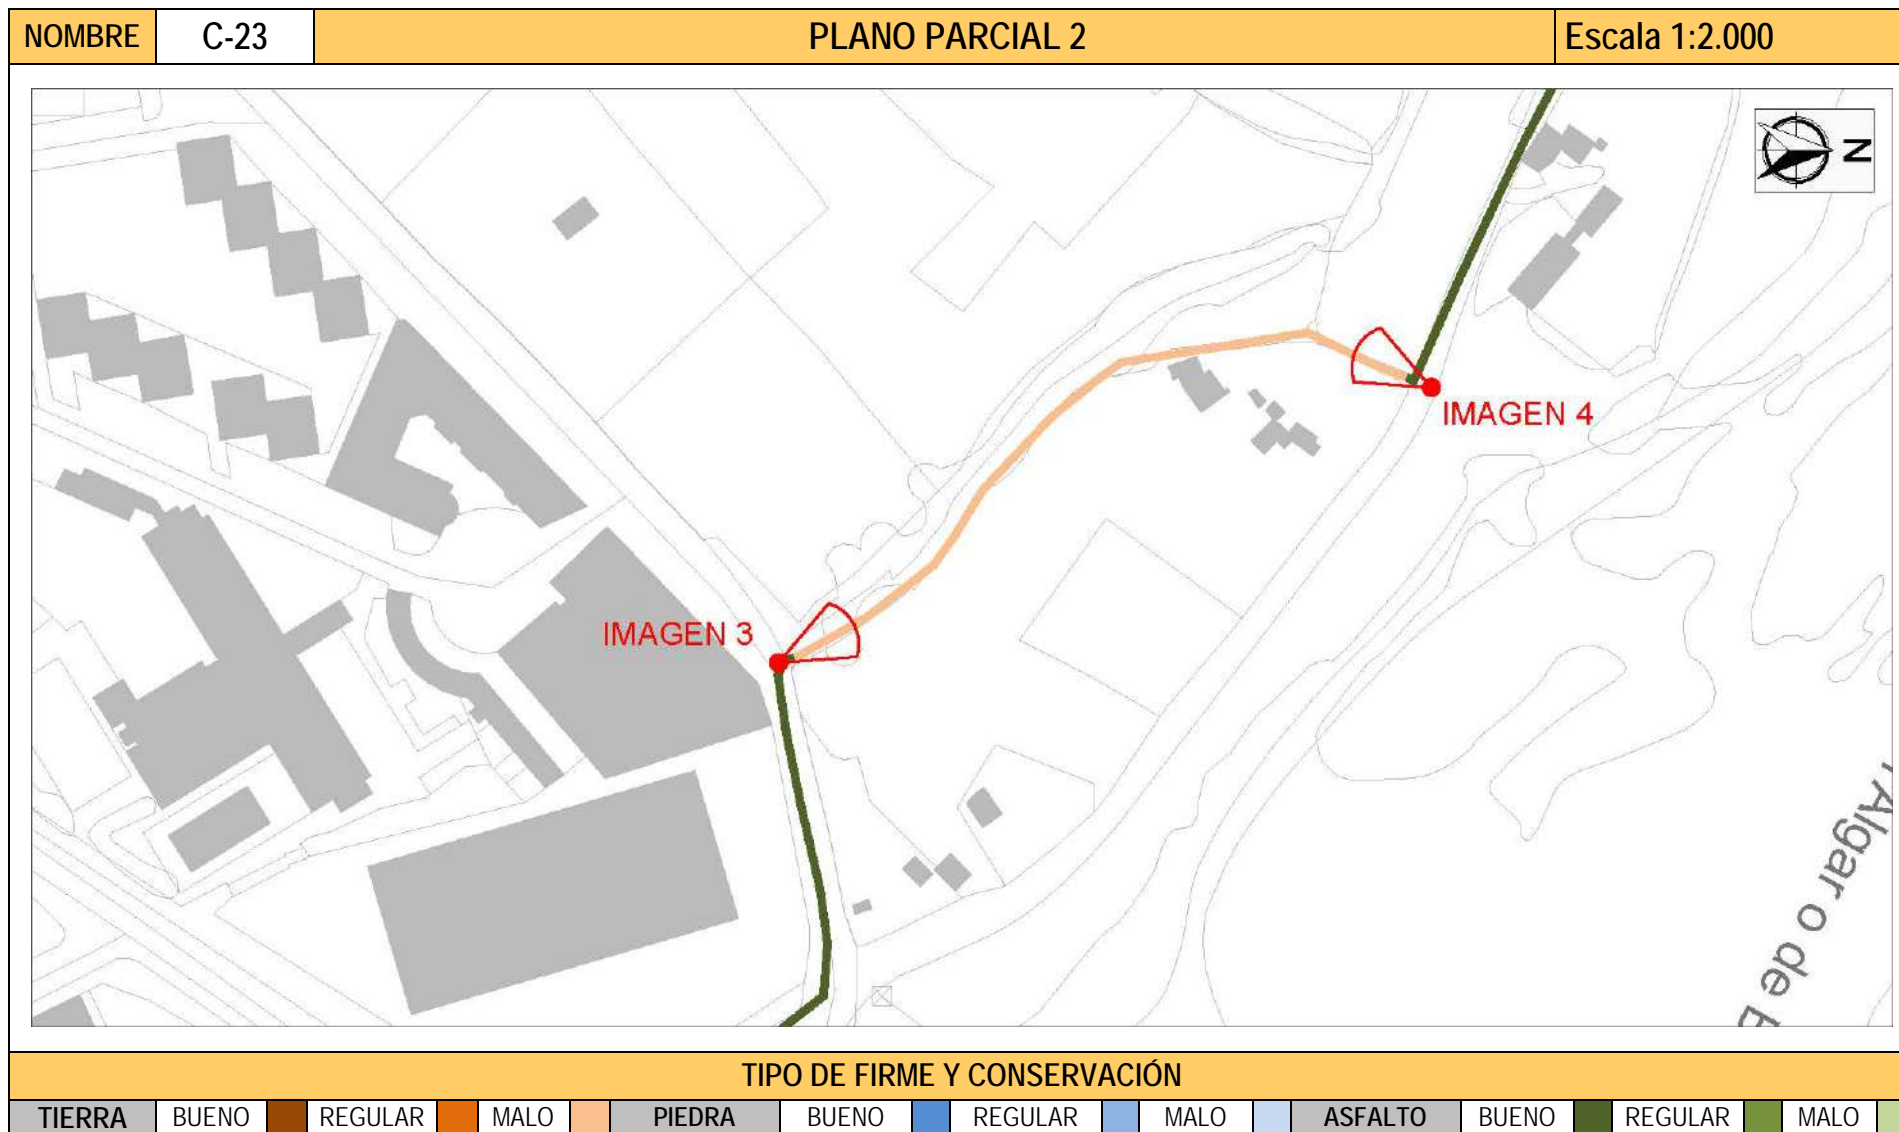 NOMBRE C-23 PLANO PARCIAL 2 Escala 1:2.000
N
IMAGEN 4
IMAGEN 3
Algar o de
TIPO DE FIRME Y CONSERVACIÓN
TIERRA BUENO REGULAR MALO PIEDRA BUENO REGULAR MALO ASFALTO BUENO REGULAR MALO